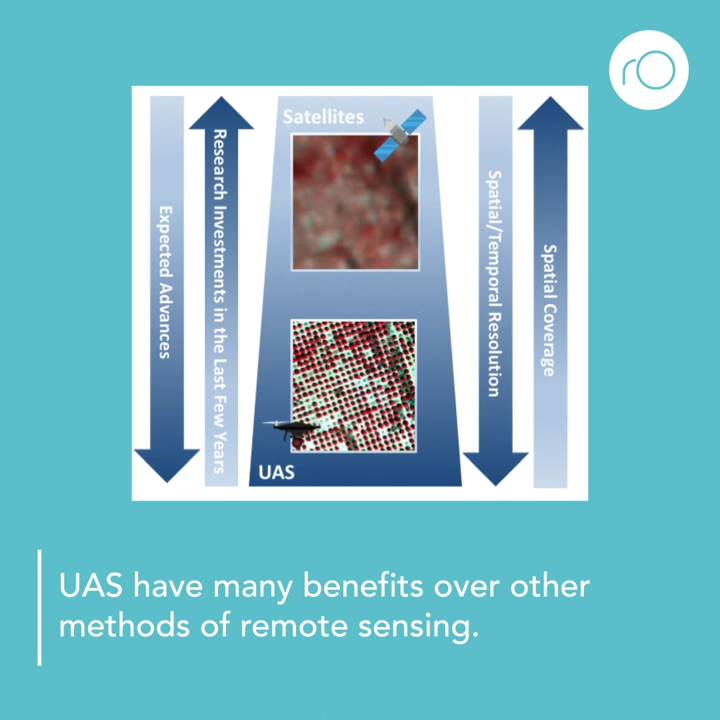 Expected Advances
Research Investments in the Last Few Years
Satellites
UAS
Spatial/Temporal Resolution
Spatial Coverage
UAS have many benefits over other
methods of remote sensing.